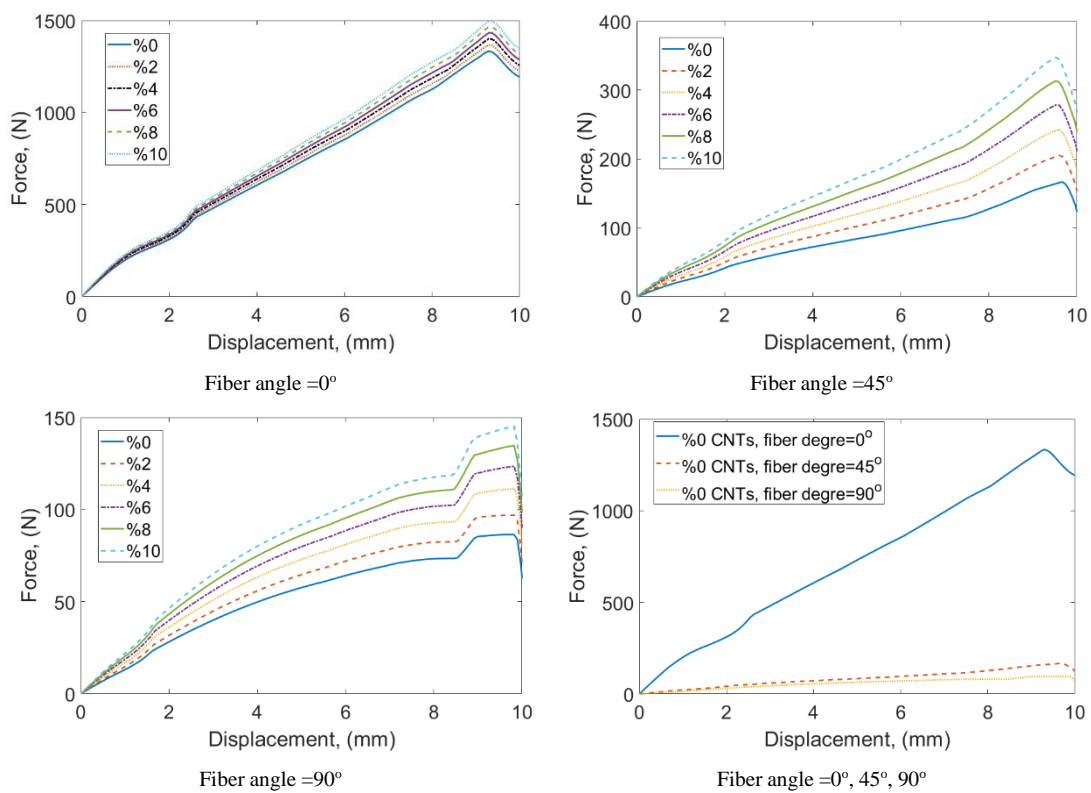 1500
1000
500
0
Force, (N)
%0
%2
%4
%6
%8
%10
0 2 4 6 8 10
Displacement, (mm)
Fiber angle =0°
400
300
200
100
0
Force, (N)
%0
%2
%4
%6
%8
%10
0 2 4 6 8 10
Displacement, (mm)
Fiber angle =45°
150
100
50
0
Force, (N)
%0
%2
%4
%6
%8
%10
0 2 4 6 8 10
Displacement, (mm)
Fiber angle =90°
1500
1000
500
0
Force, (N)
%0 CNTs, fiber degre=0°
%0 CNTs, fiber degre=45°
%0 CNTs, fiber degre=90°
0 2 4 6 8 10
Displacement, (mm)
Fiber angle =0°, 45°, 90°